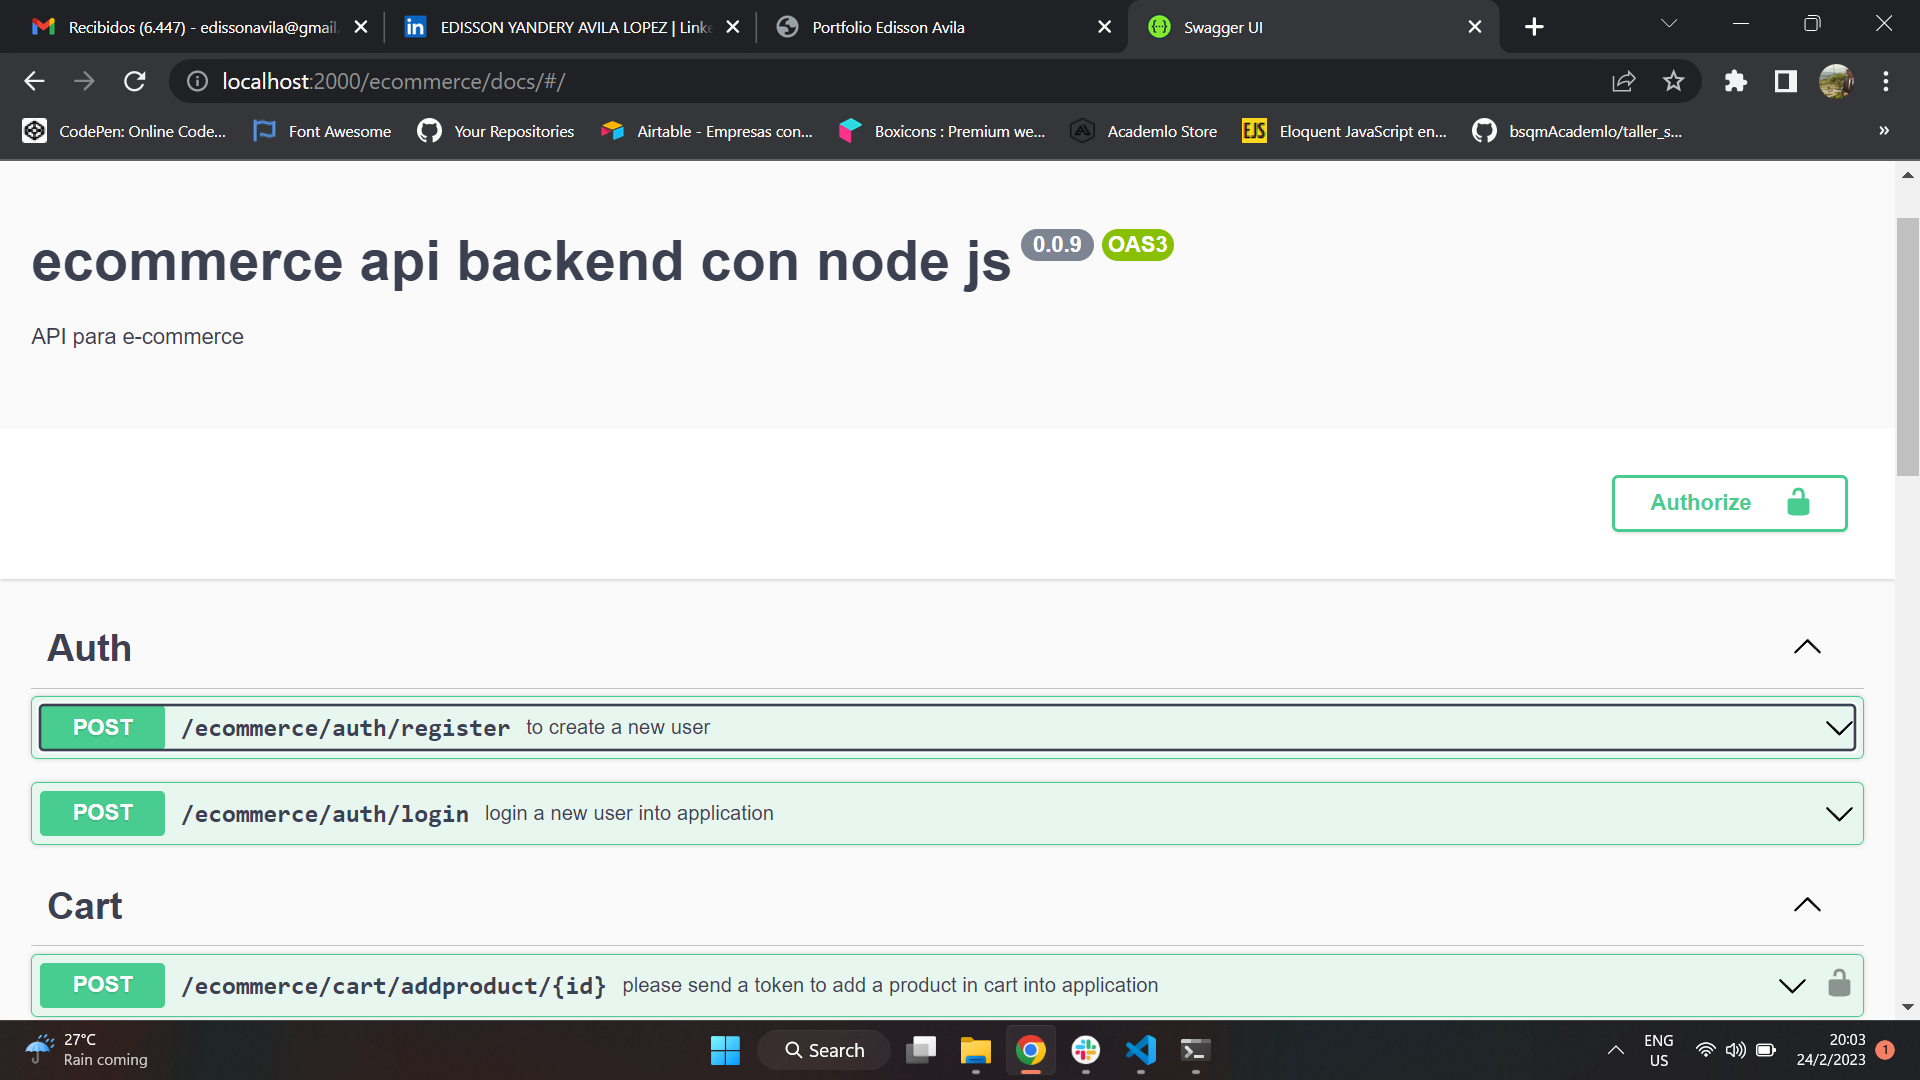 Recibidos (6.447) - edissonavila@gmail.
EDISSON YANDERY AVILA LOPEZ | Linke
Portfolio Edisson Avila
Swagger UI
localhost:2000/ecommerce/docs/#/
CodePen: Online Code...
Font Awesome
Your Repositories
Airtable - Empresas con...
Boxicons : Premium we...
Academlo Store
EJS
Eloquent JavaScript en...
bsqmAcademlo/taller_s...
»
ecommerce api backend con node js 0.0.9 OAS3
API para e-commerce
Authorize
Auth
POST /ecommerce/auth/register to create a new user
POST /ecommerce/auth/login login a new user into application
Cart
POST /ecommerce/cart/addproduct/{id} please send a token to add a product in cart into application
27°C
Rain coming
Search
ENG
US
20:03
24/2/2023
1